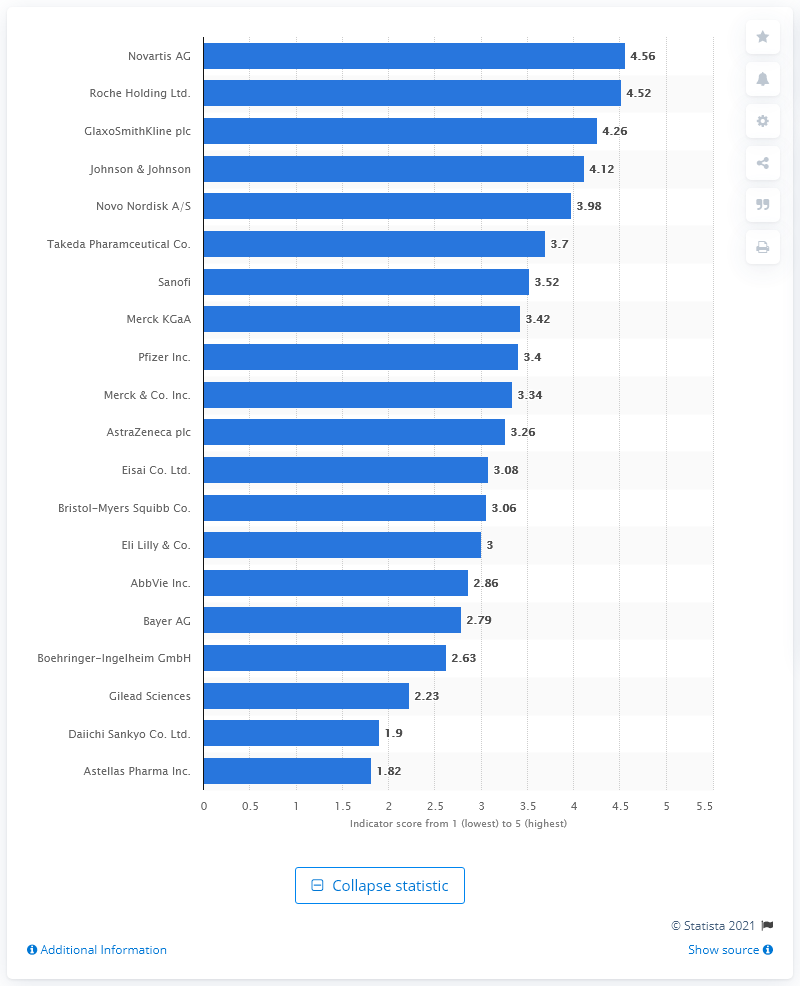 Novartis AG 4.56
Roche Holding Ltd. 4.52
GlaxoSmithKline plc 4.26
Johnson & Johnson 4.12
Novo Nordisk A/S 3.98
Takeda Pharamceutical Co. 3.7
Sanofi 3.52
Merck KGaA 3.42
Pfizer Inc. 3.4
Merck & Co. Inc. 3.34
AstraZeneca plc 3.26
Eisai Co. Ltd. 3.08
Bristol-Myers Squibb Co. 3.06
Eli Lilly & Co. 3
AbbVie Inc. 2.86
Bayer AG 2.79
Boehringer-Ingelheim GmbH 2.63
Gilead Sciences 2.23
Daiichi Sankyo Co. Ltd. 1.9
Astellas Pharma Inc. 1.82
0 0.5 1 1.5 2 2.5 3 3.5 4 4.5 5 5.5
Indicator score from 1 (lowest) to 5 (highest)
Collapse statistic
© Statista 2021
Additional Information Show source